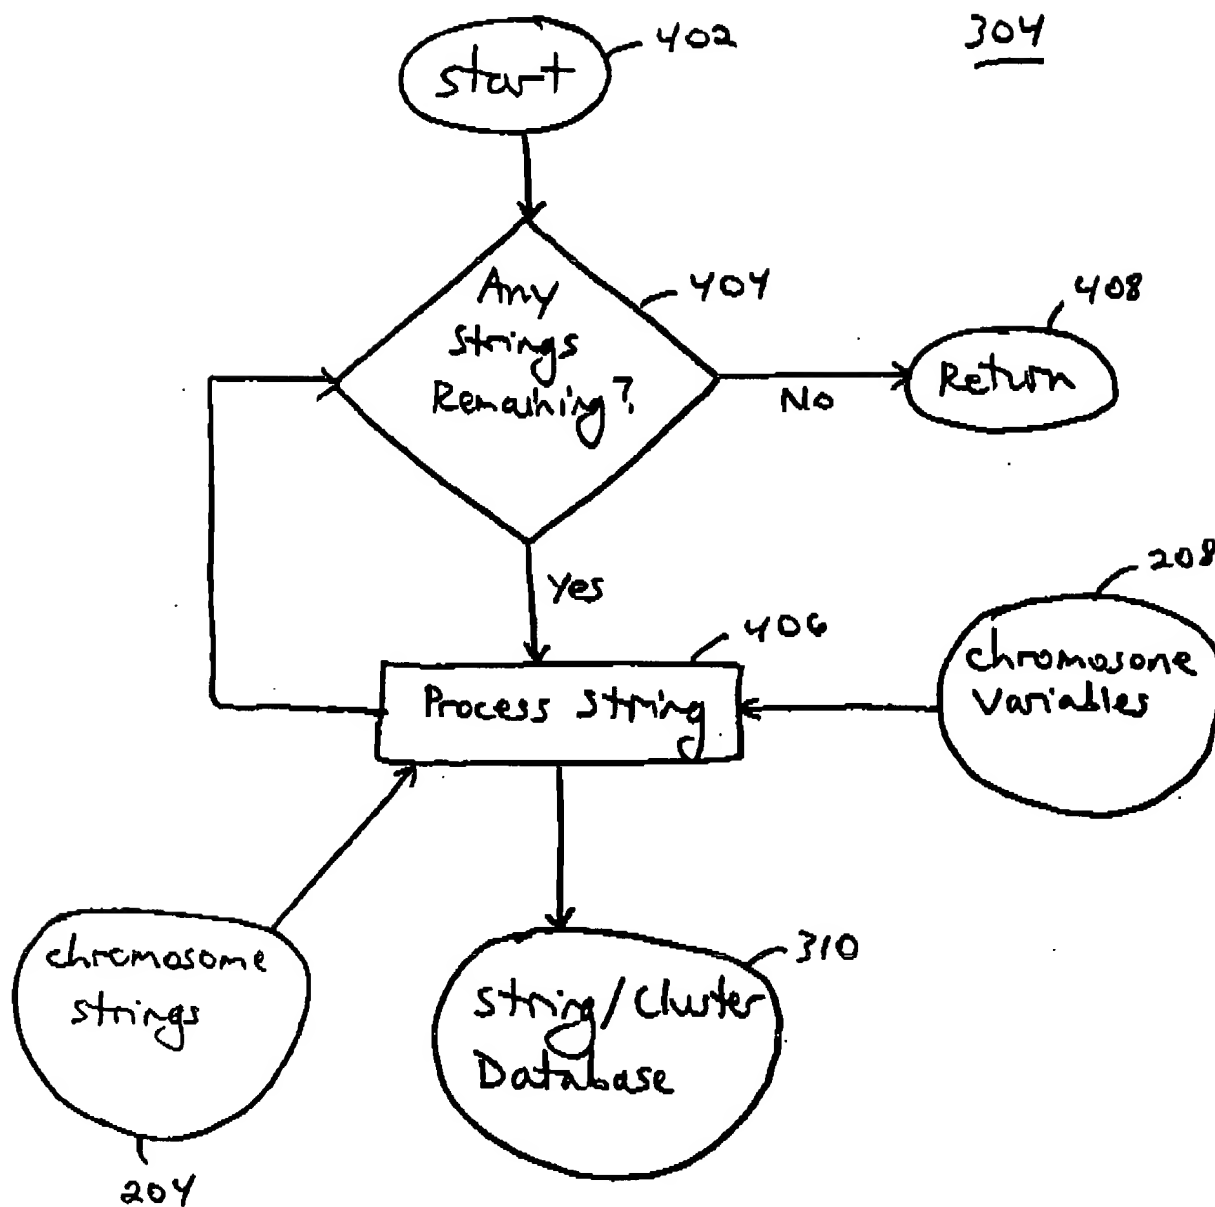 402
304
start
404
Any
strings
Remaining?
408
Return
No
Yes
208
406
chromosone
Variables
Process string
chromosome
strings
310
string/Cluster
Database
204